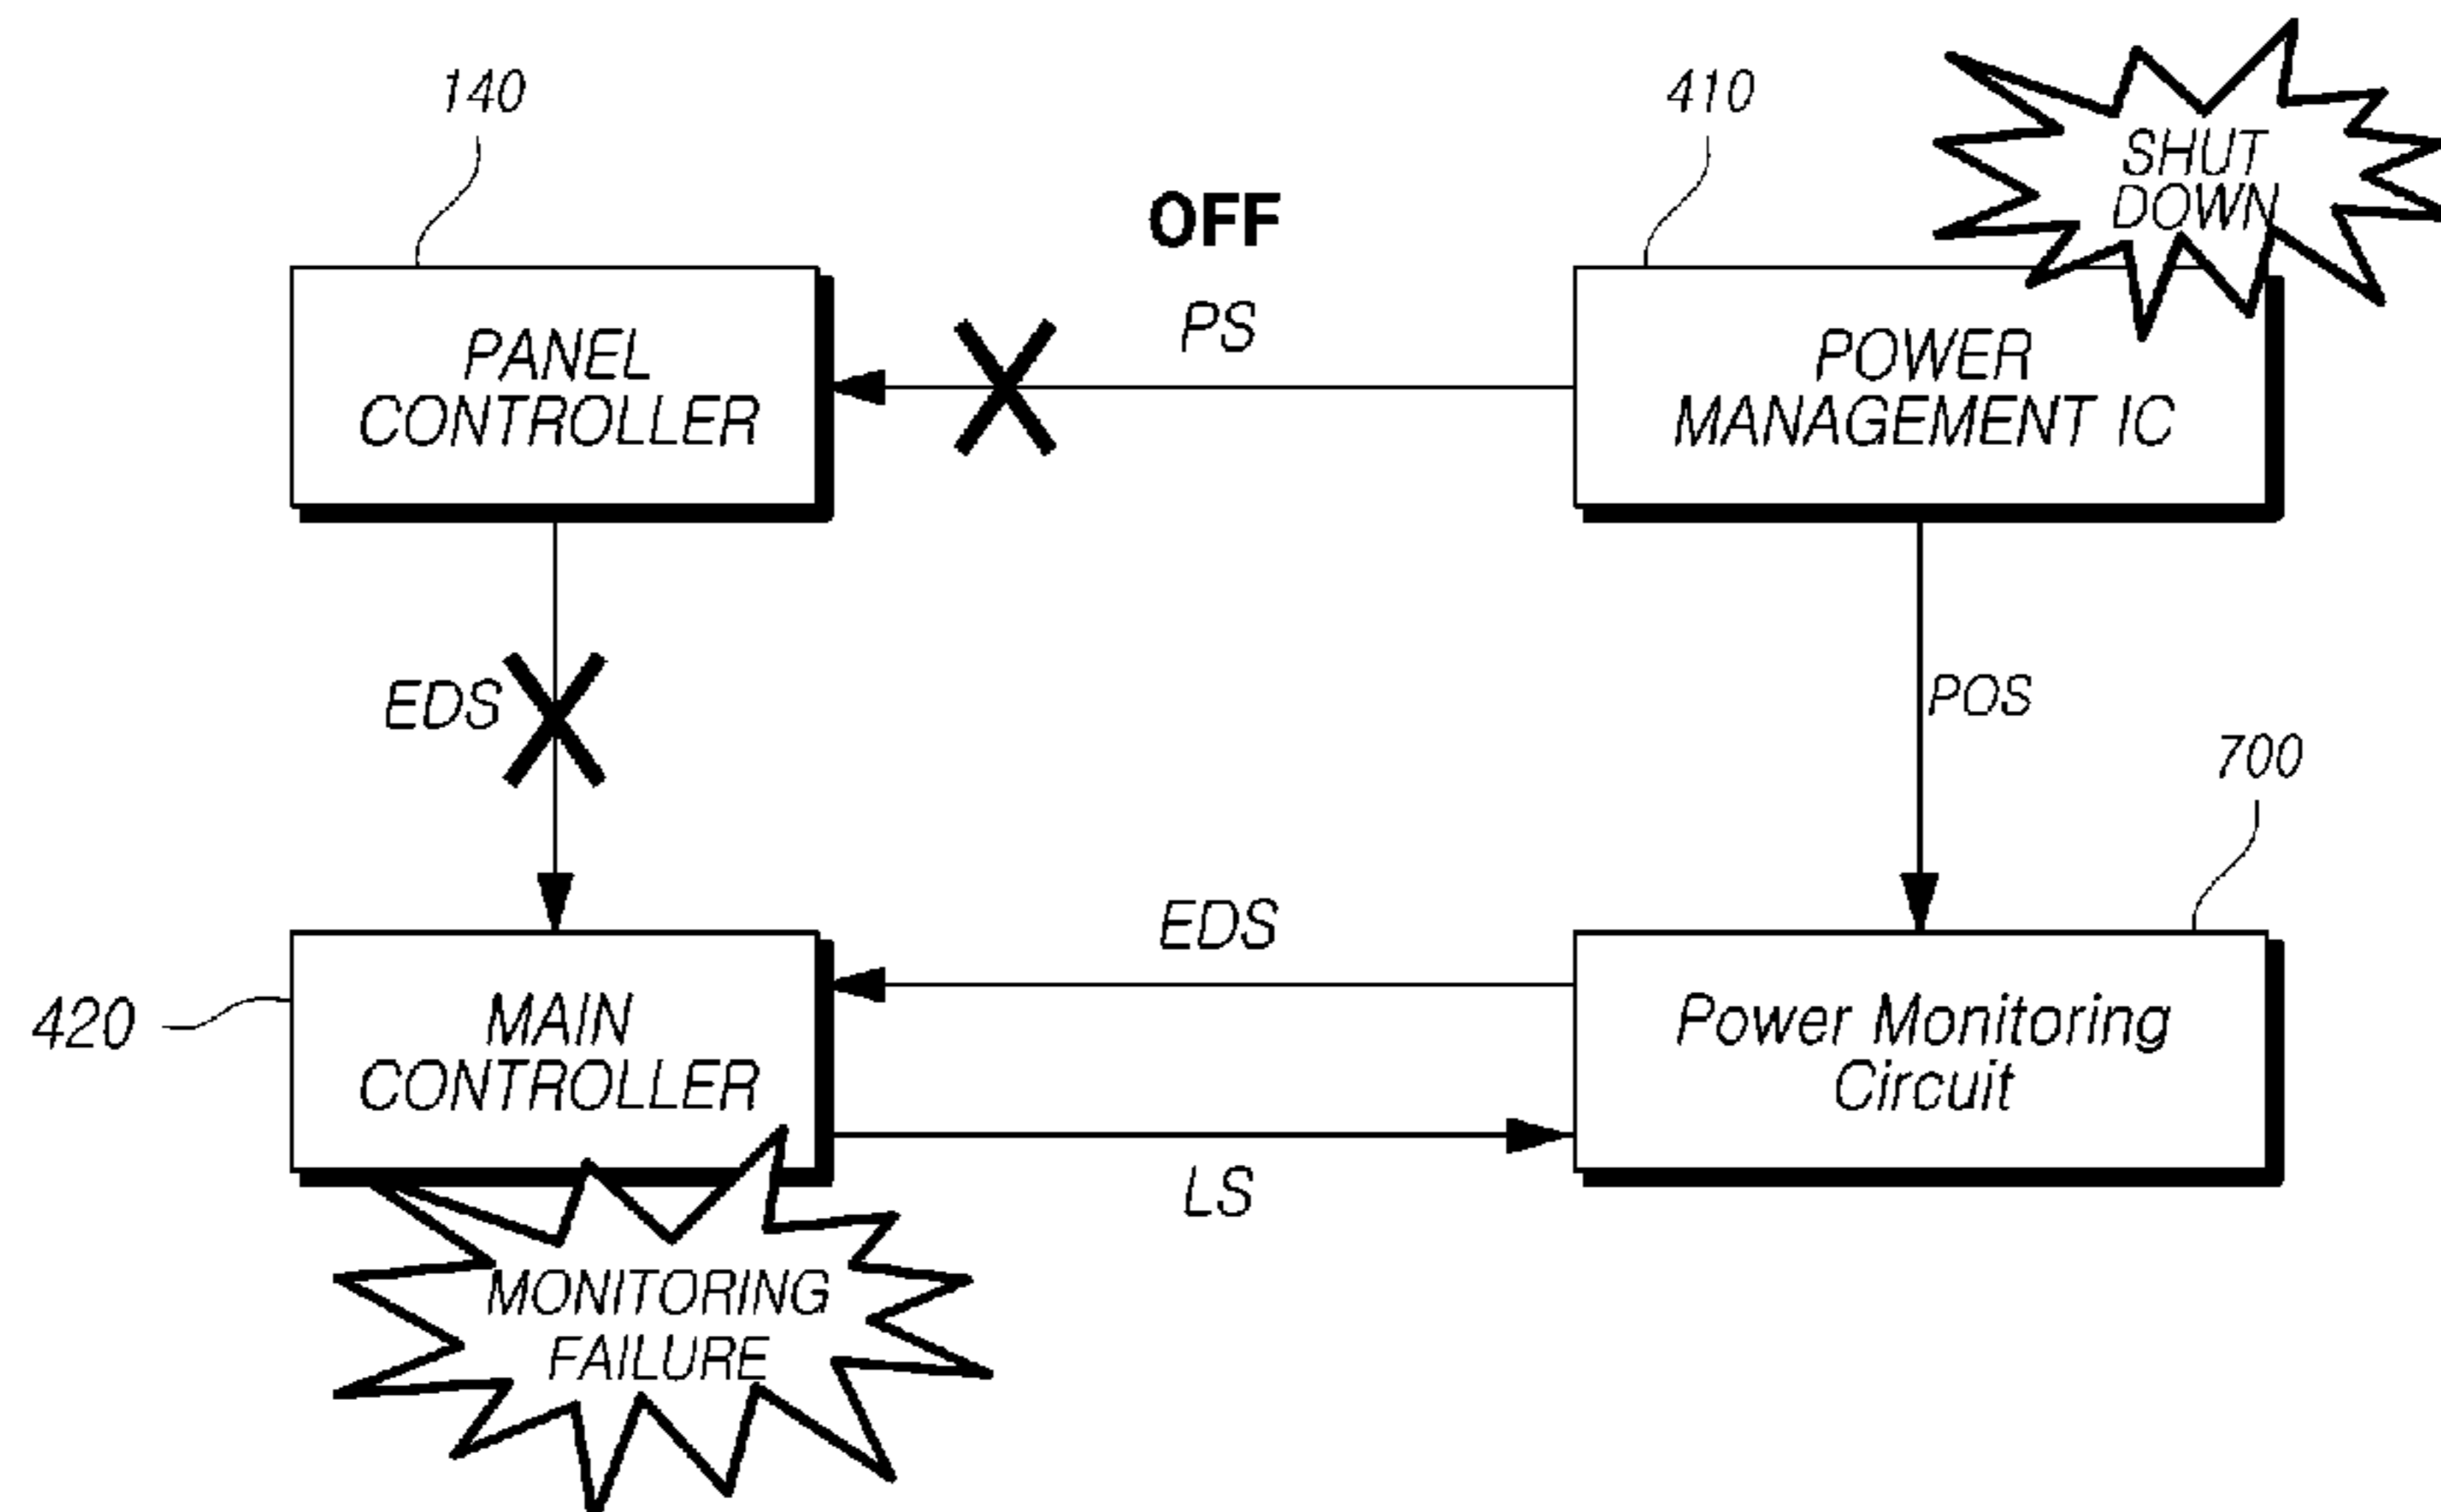 140
410
SHUT
DOWN
OFF
PS
PANEL
CONTROLLER
POWER
MANAGEMENT IC
EDS
POS
700
EDS
420
MAIN
CONTROLLER
Power Monitoring
Circuit
LS
MONITORING
FAILURE